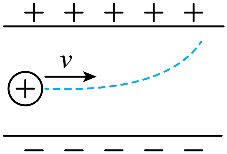 + + + + +
v
+
− − − − −